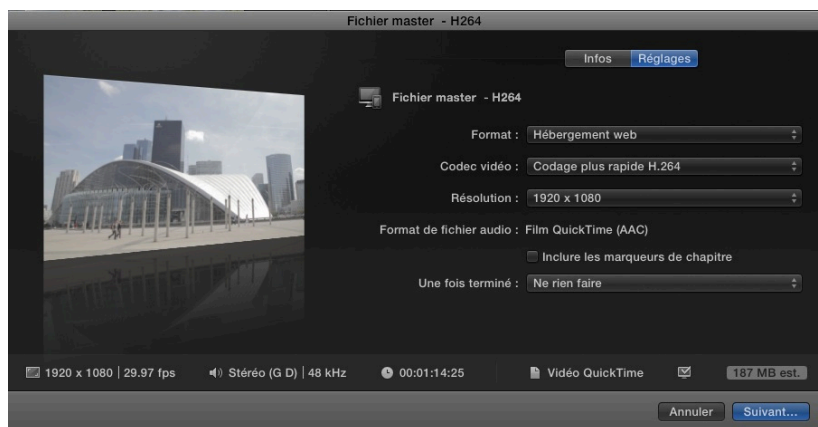 Fichier master - H264
Infos
Réglages
Fichier master - H264
Format : Hébergement web
Codec vidéo : Codage plus rapide H.264
Résolution : 1920 x 1080
Format de fichier audio : Film QuickTime (AAC)
Inclure les marqueurs de chapitre
Une fois terminé : Ne rien faire
1920 x 1080 | 29.97 fps
Stéréo (G D) | 48 kHz
00:01:14:25
Vidéo QuickTime
187 MB est.
Annuler
Suivant...